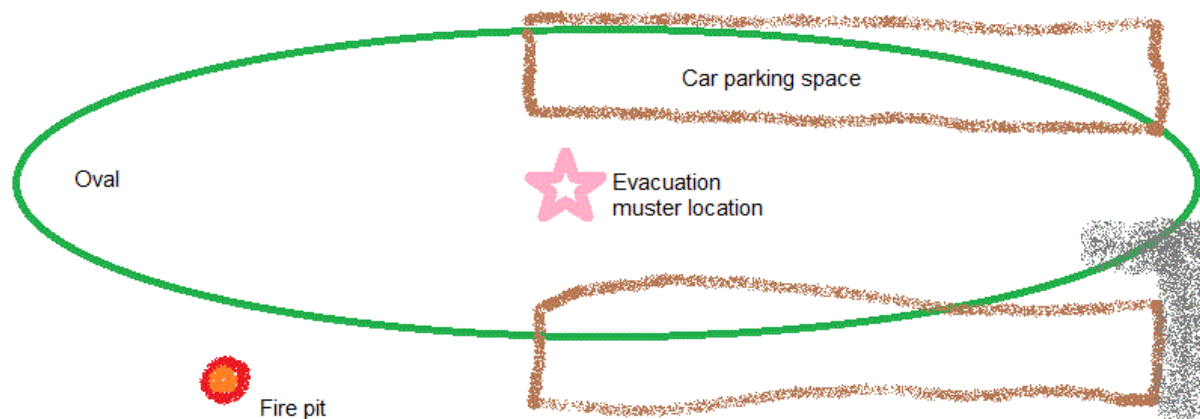 Car parking space
Oval
Evacuation
muster location
Fire pit